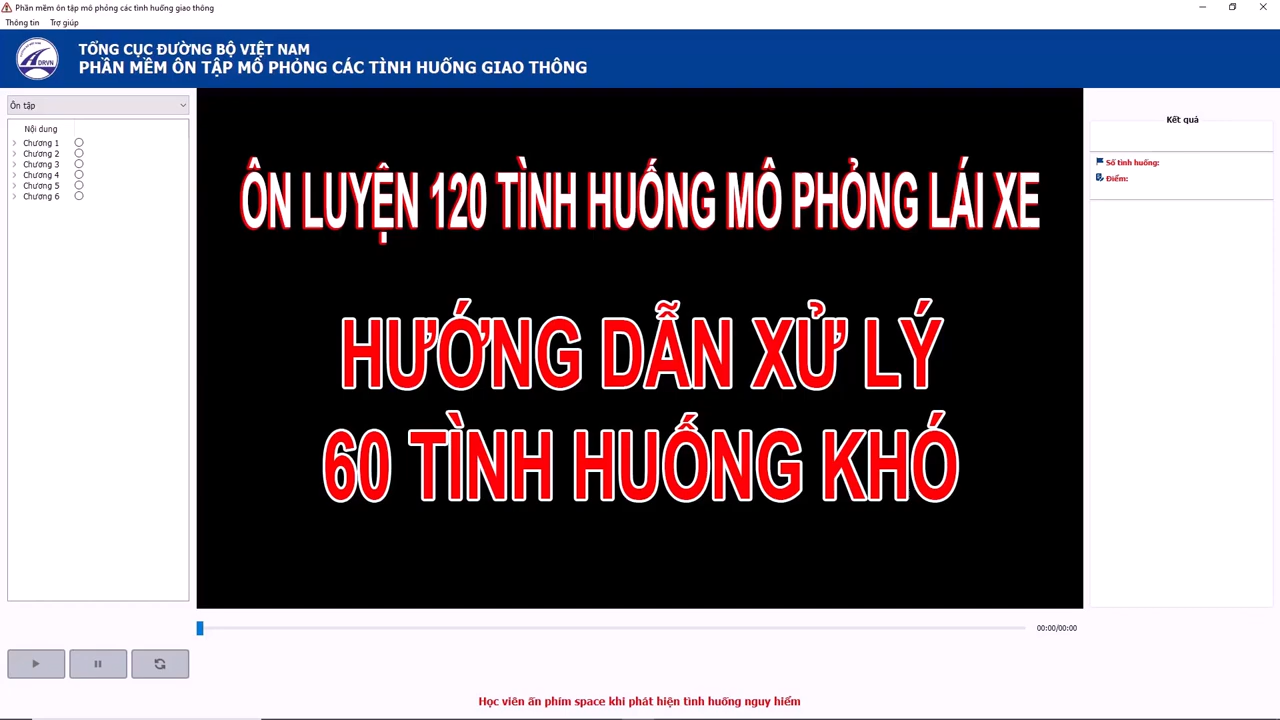 Phần mềm ôn tập mô phỏng các tình huống giao thông
Thông tin Trợ giúp
DRVN
TỔNG CỤC ĐƯỜNG BỘ VIỆT NAM
PHẦN MỀM ÔN TẬP MÔ PHỎNG CÁC TÌNH HUỐNG GIAO THÔNG
Ôn tập
Nội dung
Chương 1
Chương 2
Chương 3
Chương 4
Chương 5
Chương 6
ÔN LUYỆN 120 TÌNH HUỐNG MÔ PHỎNG LÁI XE
HƯỚNG DẪN XỬ LÝ
60 TÌNH HUỐNG KHÓ
Kết quả
Số tình huống:
Điểm:
00:00/00:00
Học viên ấn phím space khi phát hiện tình huống nguy hiểm